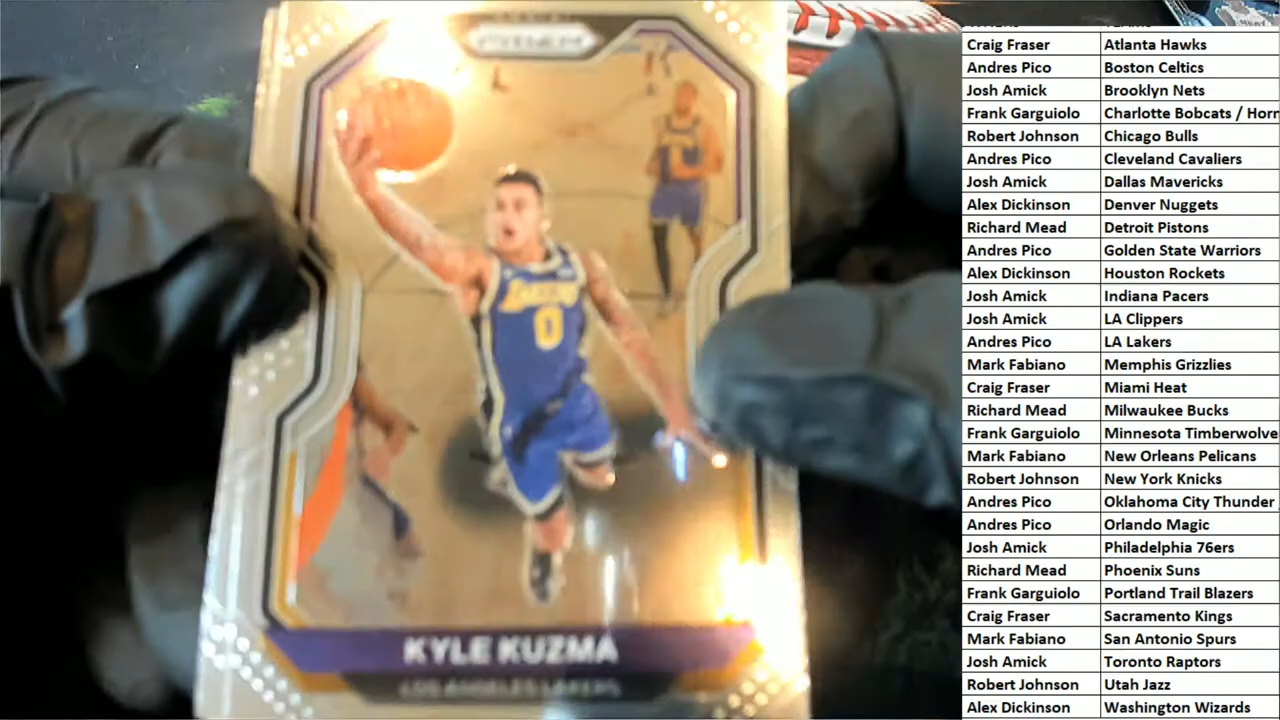 PRIZM
Lakers
0
KYLE KUZMA
LOS ANGELES LAKERS
Craig Fraser Atlanta Hawks
Andres Pico Boston Celtics
Josh Amick Brooklyn Nets
Frank Garguiolo Charlotte Bobcats / Horn
Robert Johnson Chicago Bulls
Andres Pico Cleveland Cavaliers
Josh Amick Dallas Mavericks
Alex Dickinson Denver Nuggets
Richard Mead Detroit Pistons
Andres Pico Golden State Warriors
Alex Dickinson Houston Rockets
Josh Amick Indiana Pacers
Josh Amick LA Clippers
Andres Pico LA Lakers
Mark Fabiano Memphis Grizzlies
Craig Fraser Miami Heat
Richard Mead Milwaukee Bucks
Frank Garguiolo Minnesota Timberwolve
Mark Fabiano New Orleans Pelicans
Robert Johnson New York Knicks
Andres Pico Oklahoma City Thunder
Andres Pico Orlando Magic
Josh Amick Philadelphia 76ers
Richard Mead Phoenix Suns
Frank Garguiolo Portland Trail Blazers
Craig Fraser Sacramento Kings
Mark Fabiano San Antonio Spurs
Josh Amick Toronto Raptors
Robert Johnson Utah Jazz
Alex Dickinson Washington Wizards